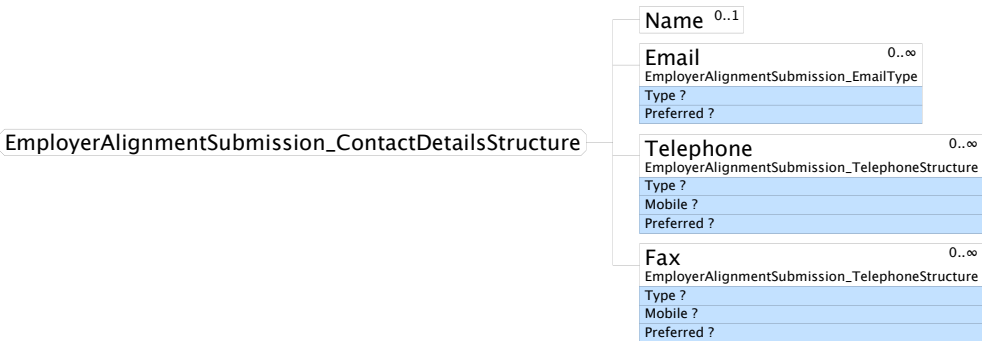 Name 0..1
Email 0..∞
EmployerAlignmentSubmission_EmailType
Type ?
Preferred ?
EmployerAlignmentSubmission_ContactDetailsStructure
Telephone 0..∞
EmployerAlignmentSubmission_TelephoneStructure
Type ?
Mobile ?
Preferred ?
Fax 0..∞
EmployerAlignmentSubmission_TelephoneStructure
Type ?
Mobile ?
Preferred ?